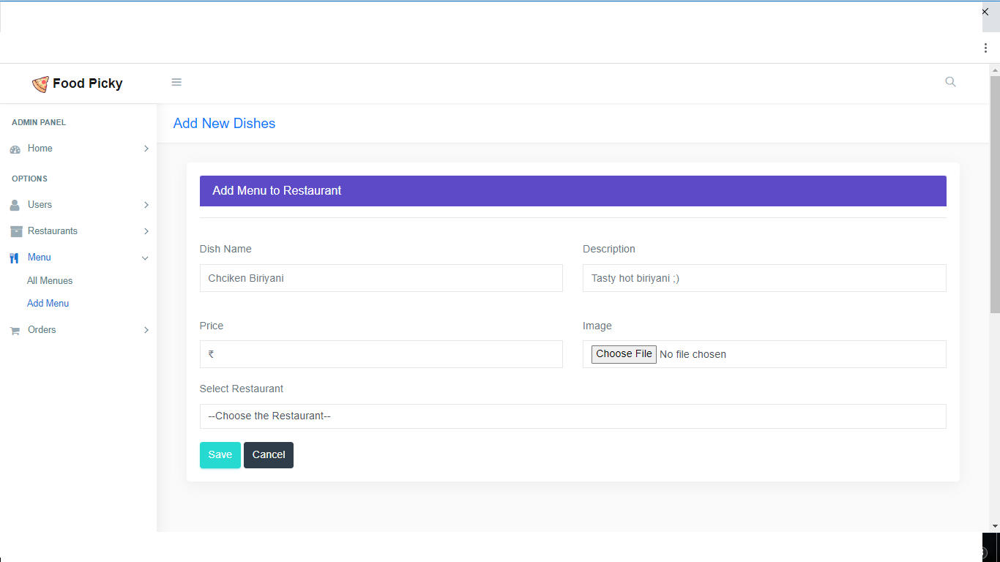 Food Picky
ADMIN PANEL
Add New Dishes
Home
OPTIONS
Users
Restaurants
Menu
All Menues
Add Menu
Orders
Add Menu to Restaurant
Dish Name
Description
Chciken Biriyani
Tasty hot biriyani ;)
Price
Image
₹
Choose File No file chosen
Select Restaurant
--Choose the Restaurant--
Save Cancel